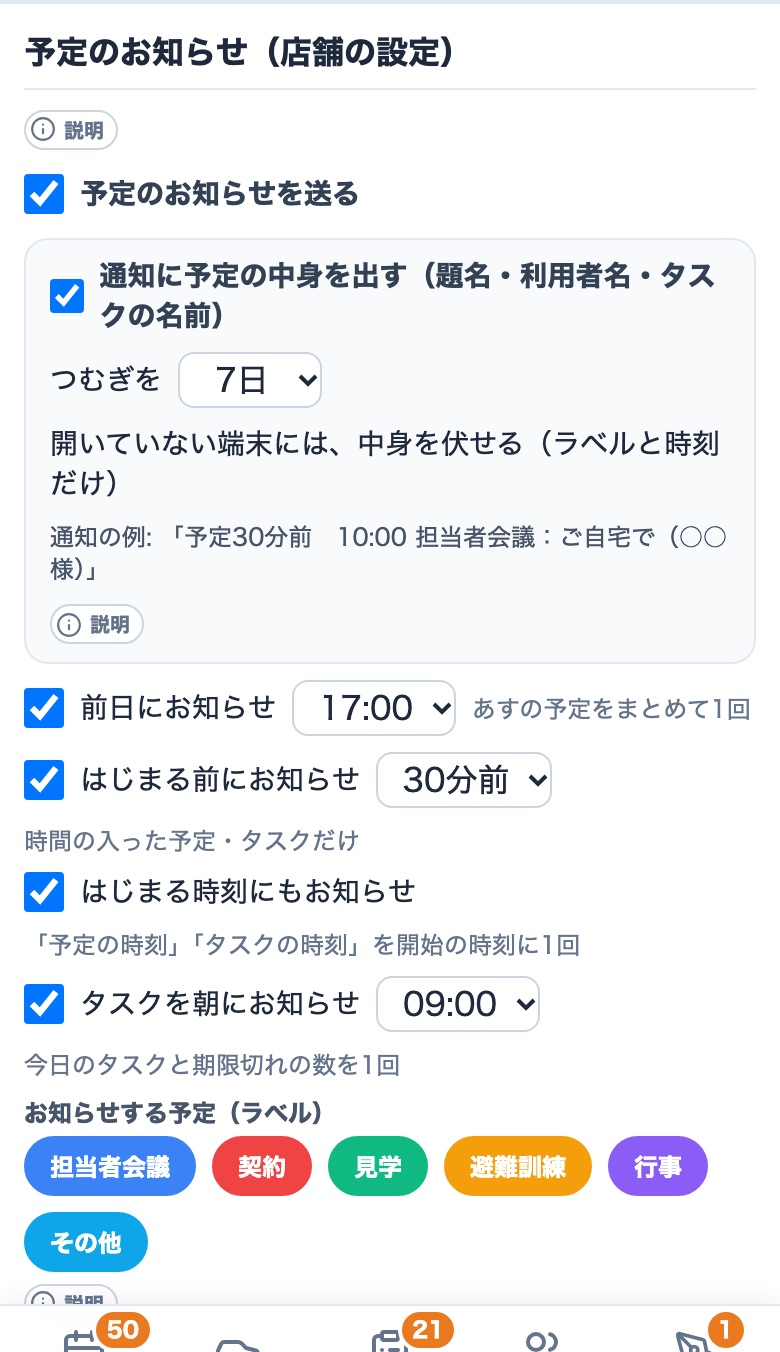 予定のお知らせ（店舗の設定）
説明
予定のお知らせを送る
通知に予定の中身を出す（題名・利用者名・タス
クの名前）
つむぎを 7日
開いていない端末には、中身を伏せる（ラベルと時刻
だけ）
通知の例: 「予定30分前　10:00 担当者会議：ご自宅で（〇〇
様）」
説明
前日にお知らせ 17:00 あすの予定をまとめて1回
はじまる前にお知らせ 30分前
時間の入った予定・タスクだけ
はじまる時刻にもお知らせ
「予定の時刻」「タスクの時刻」を開始の時刻に1回
タスクを朝にお知らせ 09:00
今日のタスクと期限切れの数を1回
お知らせする予定（ラベル）
担当者会議 契約 見学 避難訓練 行事
その他
説明
50 21 1